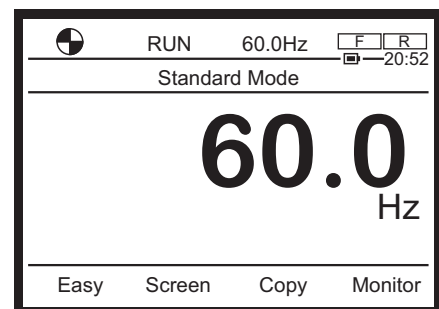 RUN 60.0Hz F R
20:52
Standard Mode
60.0
Hz
Easy Screen Copy Monitor